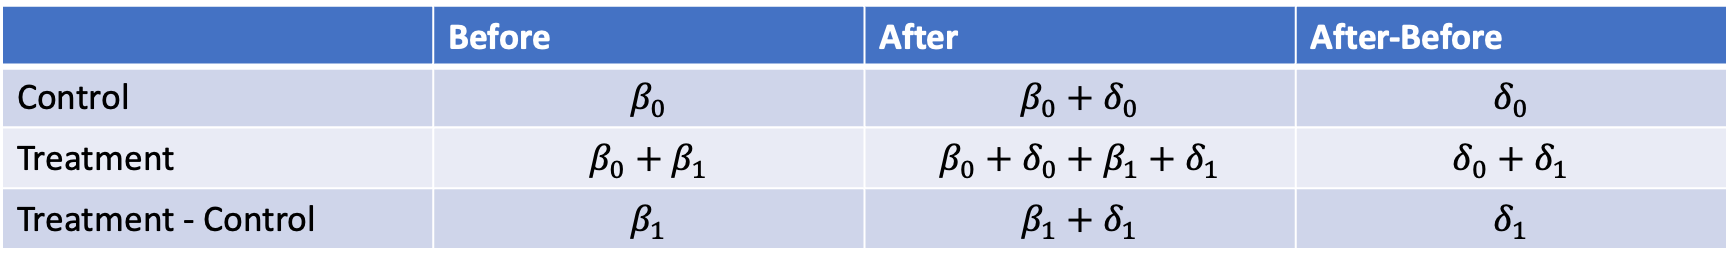 Before After After-Before
Control β₀ β₀ + δ₀ δ₀
Treatment β₀ + β₁ β₀ + δ₀ + β₁ + δ₁ δ₀ + δ₁
Treatment - Control β₁ β₁ + δ₁ δ₁